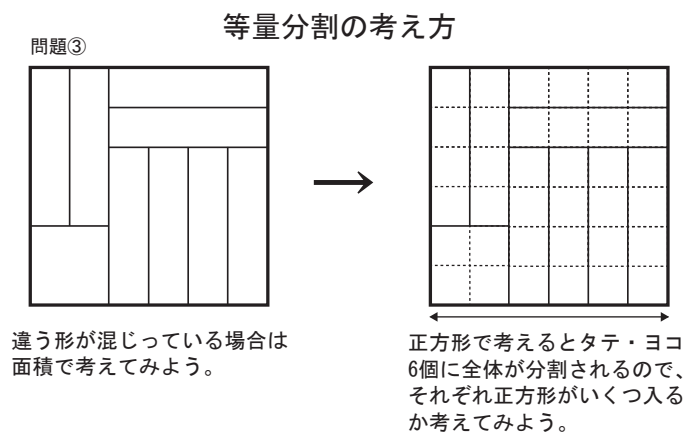 等量分割の考え方
問題③
違う形が混じっている場合は
面積で考えてみよう。
正方形で考えるとタテ・ヨコ
6個に全体が分割されるので、
それぞれ正方形がいくつ入る
か考えてみよう。